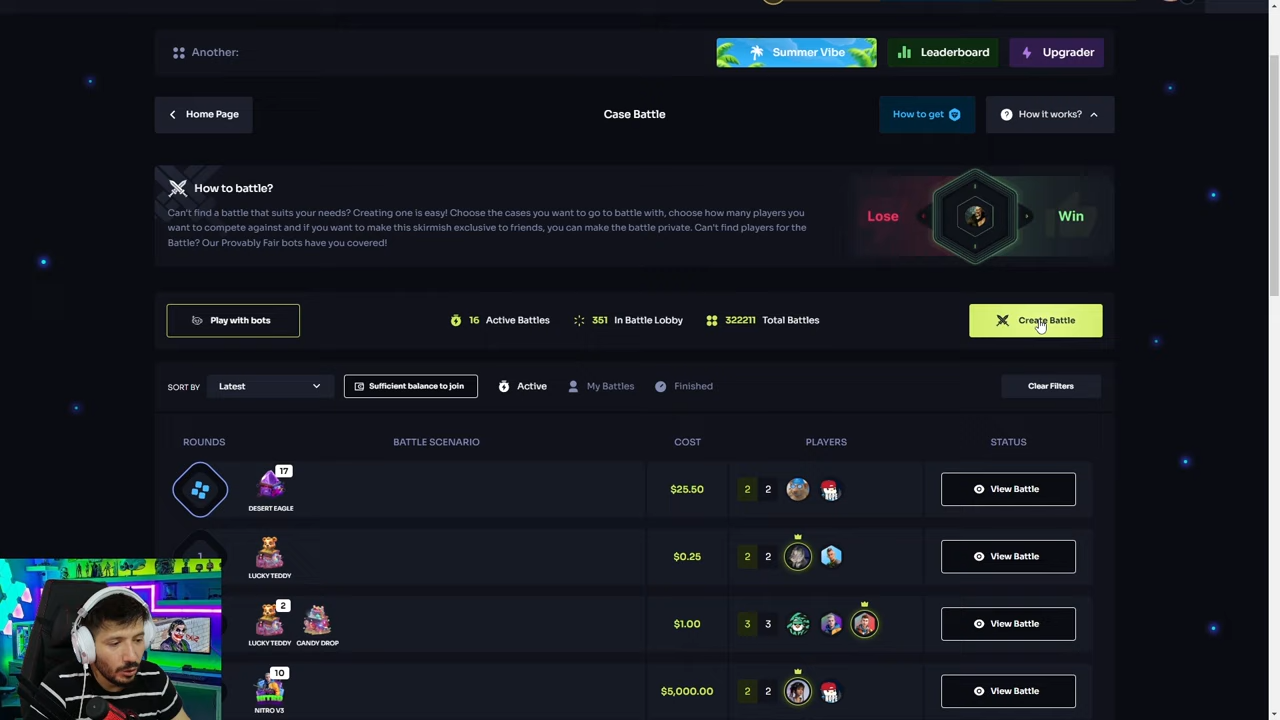 Another:
Summer Vibe
Leaderboard
Upgrader
Home Page
Case Battle
How to get
How it works?
How to battle?
Can't find a battle that suits your needs? Creating one is easy! Choose the cases you want to go to battle with, choose how many players you
want to compete against and if you want to make this skirmish exclusive to friends, you can make the battle private. Can't find players for the
Battle? Our Provably Fair bots have you covered!
Lose
Win
Play with bots
16 Active Battles
351 In Battle Lobby
322211 Total Battles
Create Battle
SORT BY
Latest
Sufficient balance to join
Active
My Battles
Finished
Clear Filters
ROUNDS
BATTLE SCENARIO
COST
PLAYERS
STATUS
17
DESERT EAGLE
$25.50
2 2
View Battle
1
LUCKY TEDDY
$0.25
2 2
View Battle
2
LUCKY TEDDY
CANDY DROP
$1.00
3 3
View Battle
10
NITRO V3
$5,000.00
2 2
View Battle